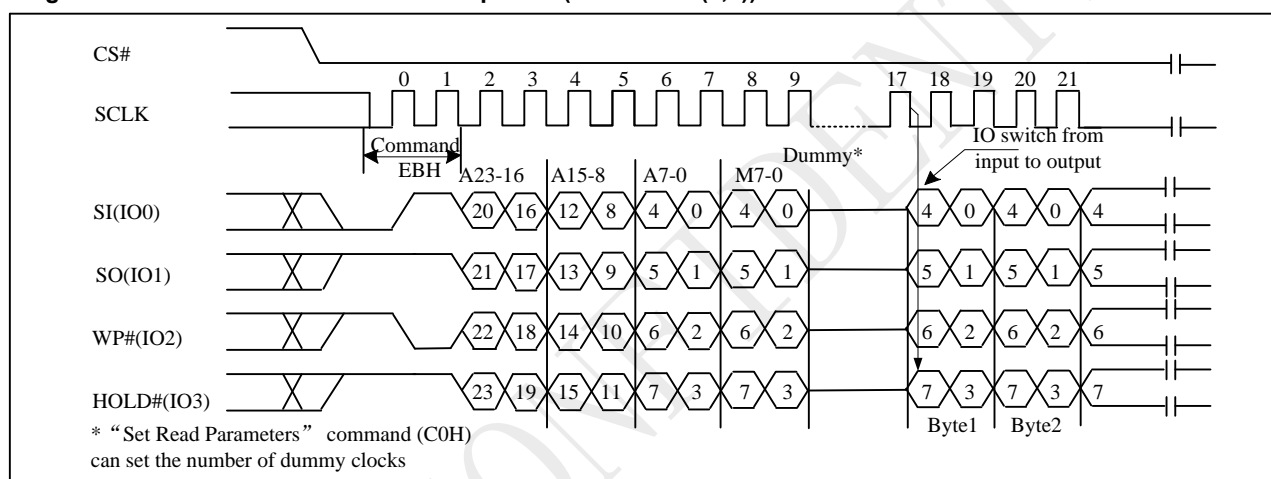 CS#
0 1 2 3 4 5 6 7 8 9 17 18 19 20 21
SCLK
Command
EBH
Dummy*
IO switch from
input to output
A23-16 A15-8 A7-0 M7-0
SI(IO0) 20 16 12 8 4 0 4 0 4 0 4 0 4
SO(IO1) 21 17 13 9 5 1 5 1 5 1 5 1 5
WP#(IO2) 22 18 14 10 6 2 6 2 6 2 6 2 6
HOLD#(IO3) 23 19 15 11 7 3 7 3 7 3 7 3 7
Byte1 Byte2
* “Set Read Parameters” command (C0H)
can set the number of dummy clocks